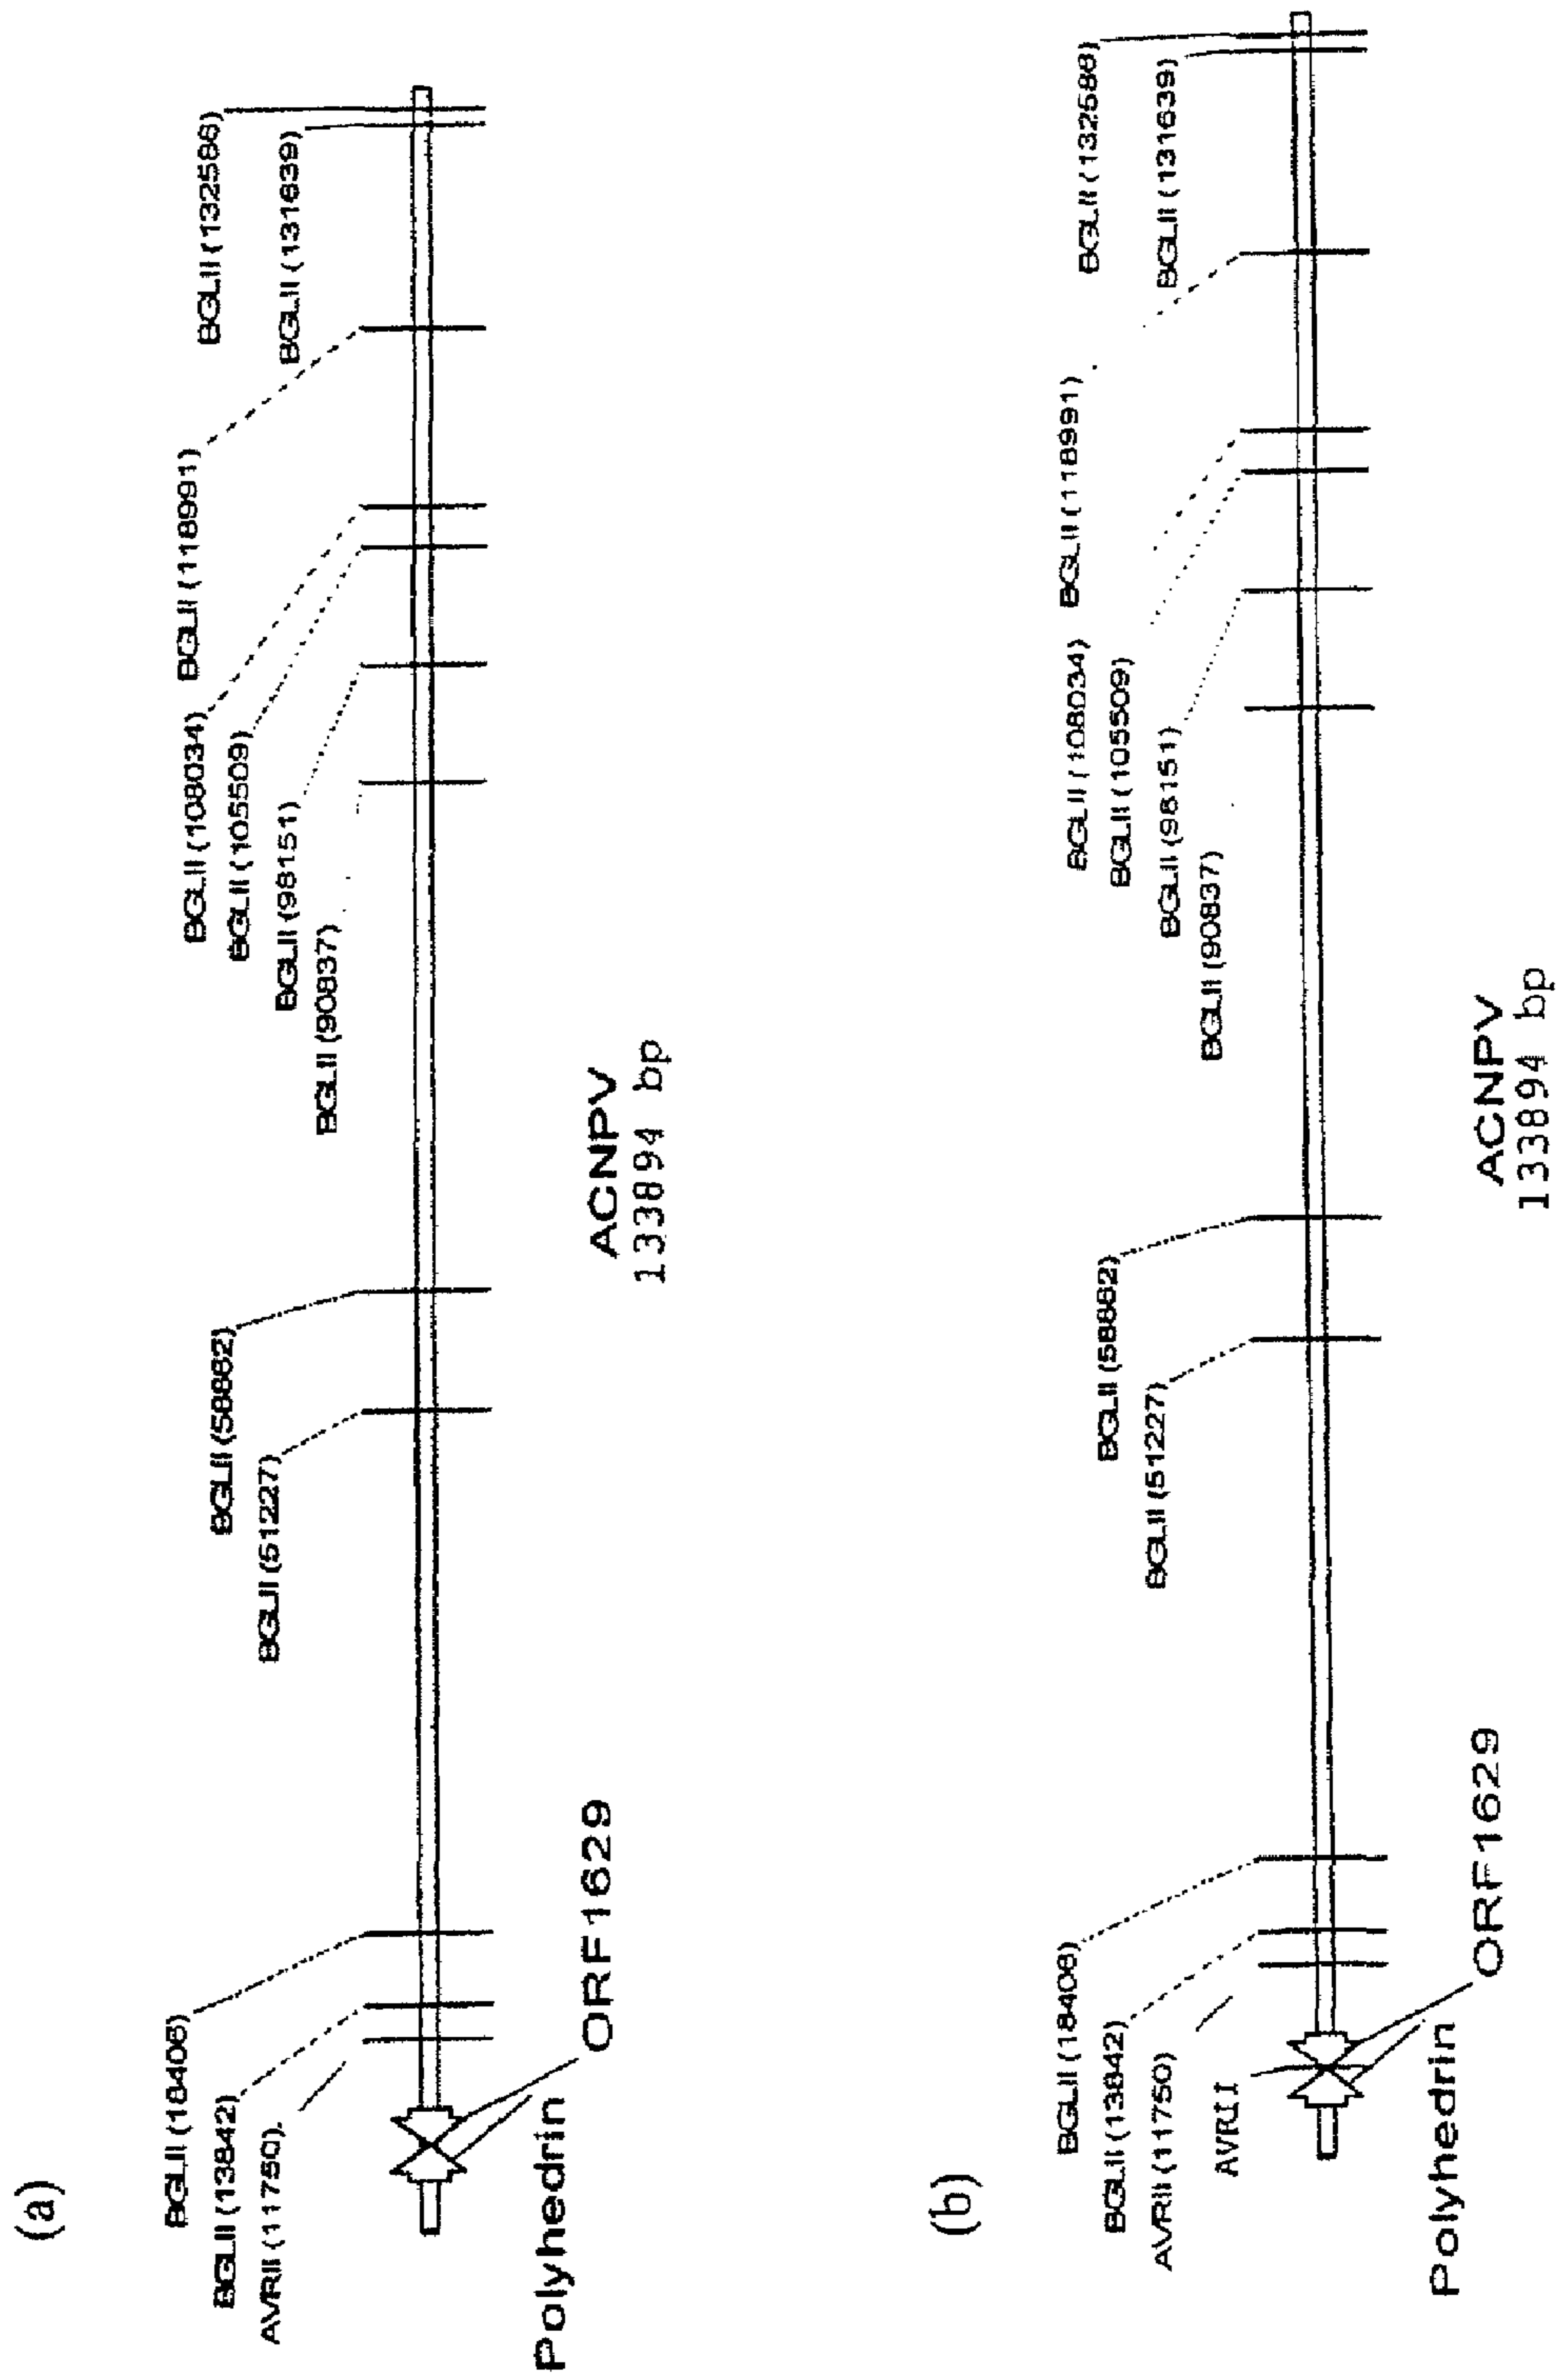 (a)
BGLII (18406)
BGLII (13842)
AVRII (11750)
BGLII (51227)
BGLII (58862)
BGLII (90837)
BGLII (98151)
BGLII (105509)
BGLII (108034)
BGLII (118991)
BGLII (131639)
BGLII (132586)
Polyhedrin
ORF1629
ACNPV
133894 bp
(b)
BGLII (18406)
BGLII (13842)
AVRII (11750)
AVRII
BGLII (51227)
BGLII (58862)
BGLII (90837)
BGLII (98151)
BGLII (105509)
BGLII (108034)
BGLII (118991)
BGLII (131639)
BGLII (132586)
Polyhedrin
ORF1629
ACNPV
133894 bp